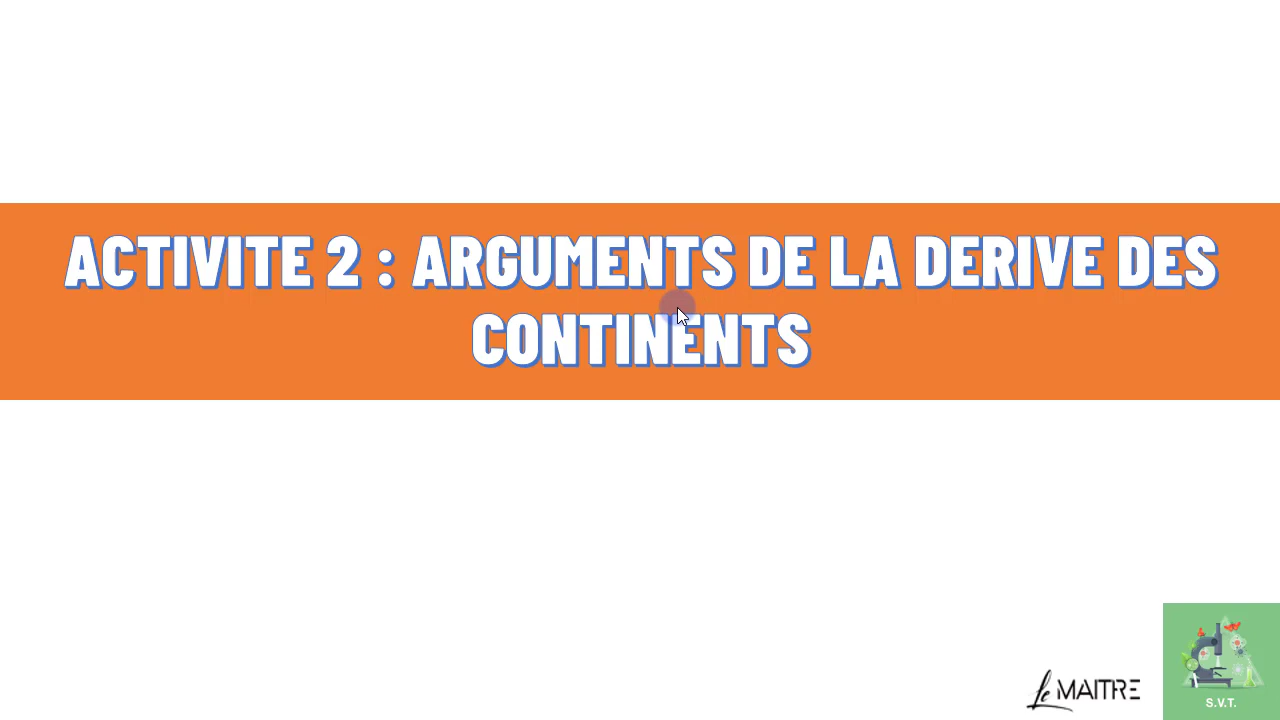 ACTIVITE 2 : ARGUMENTS DE LA DERIVE DES
CONTINENTS
Le MAITRE
S.V.T.